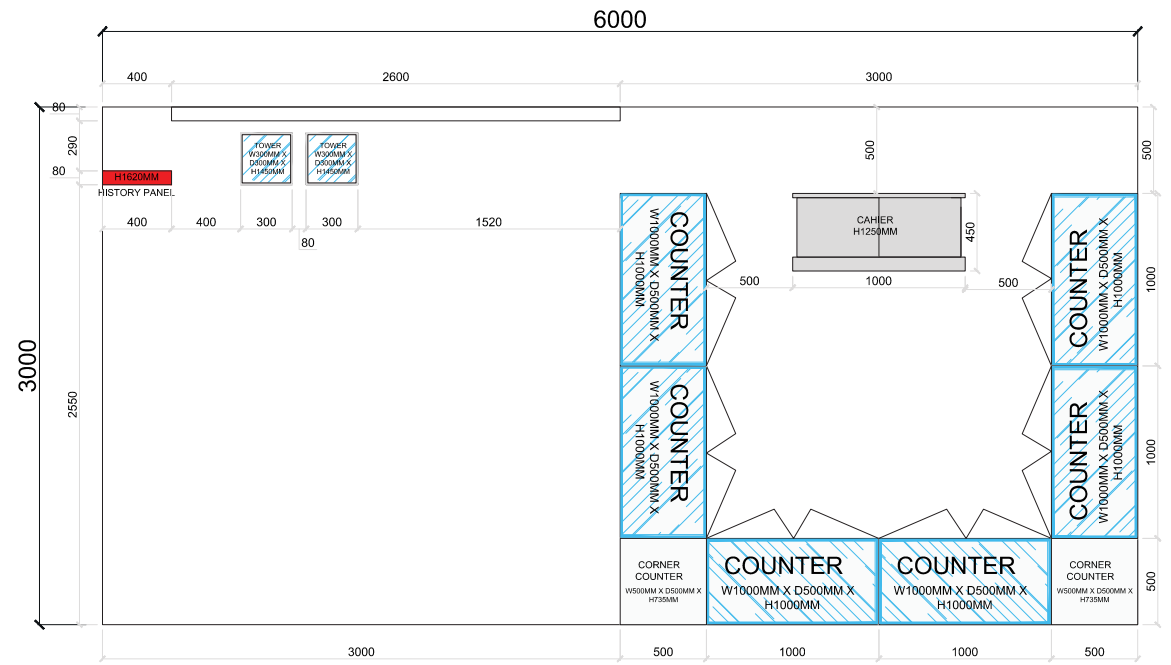 6000
400
2600
3000
80
290
80
3000
2550
H1620MM
HISTORY PANEL
TOWER
W300MM X
D300MM X
H1450MM
TOWER
W300MM X
D300MM X
H1450MM
400
400
300
300
1520
80
500
500
CAHIER
H1250MM
450
500
1000
500
COUNTER
W1000MM X D500MM X
H1000MM
COUNTER
W1000MM X D500MM X
H1000MM
1000
COUNTER
W1000MM X D500MM X
H1000MM
COUNTER
W1000MM X D500MM X
H1000MM
1000
CORNER
COUNTER
W500MM X D500MM X
H735MM
COUNTER
W1000MM X D500MM X
H1000MM
COUNTER
W1000MM X D500MM X
H1000MM
CORNER
COUNTER
W500MM X D500MM X
H735MM
500
3000
500
1000
1000
500